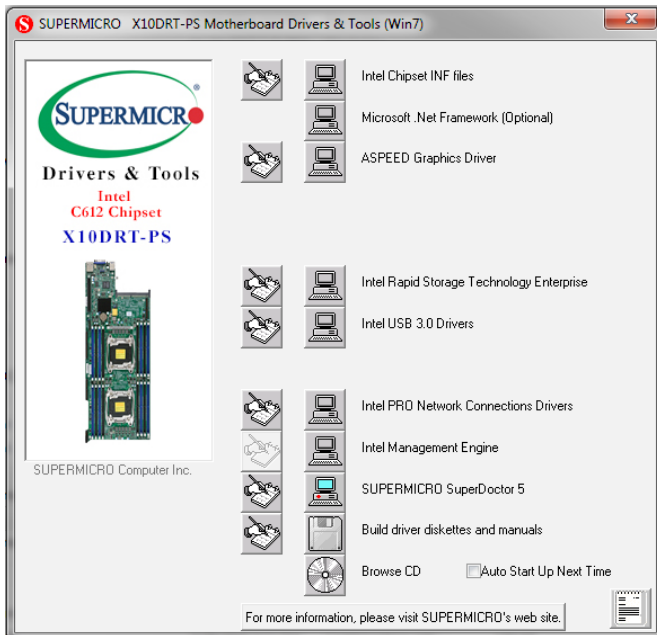 SUPERMICRO X10DRT-PS Motherboard Drivers & Tools (Win7)
SUPERMICR
Drivers & Tools
Intel
C612 Chipset
X10DRT-PS
SUPERMICRO Computer Inc.
Intel Chipset INF files
Microsoft .Net Framework (Optional)
ASPEED Graphics Driver
Intel Rapid Storage Technology Enterprise
Intel USB 3.0 Drivers
Intel PRO Network Connections Drivers
Intel Management Engine
SUPERMICRO SuperDoctor 5
Build driver diskettes and manuals
Browse CD
Auto Start Up Next Time
For more information, please visit SUPERMICRO's web site.